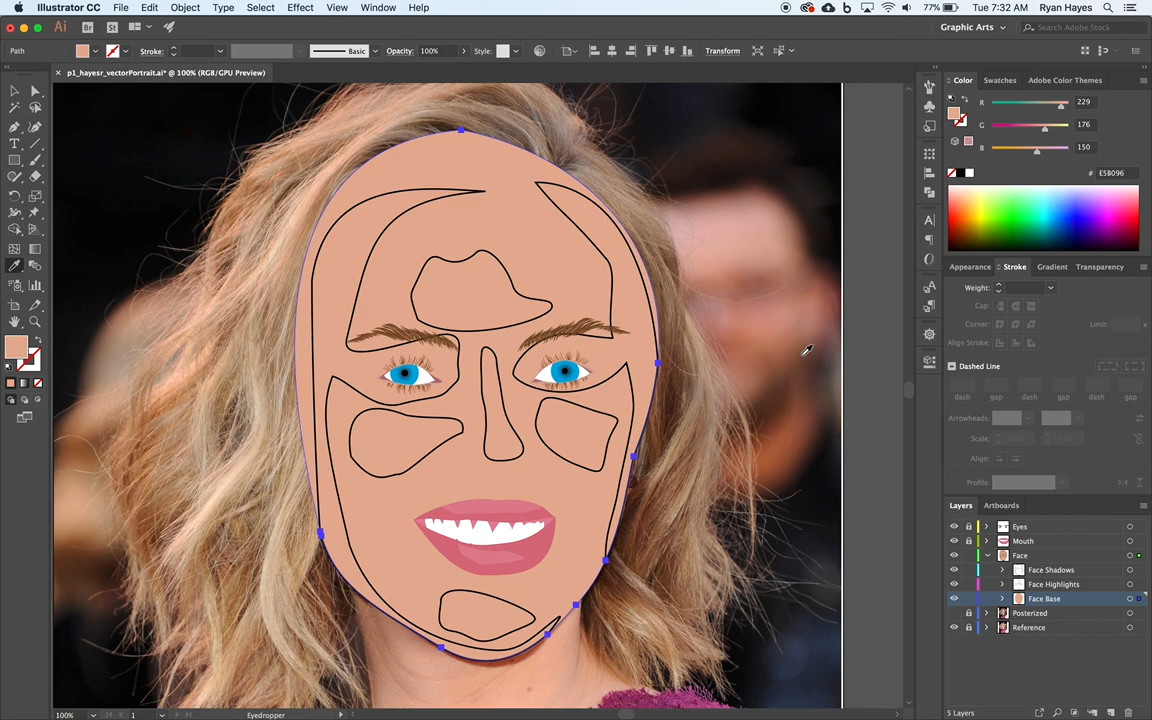 Illustrator CC File Edit Object Type Select Effect View Window Help 77% Tue 7:32 AM Ryan Hayes
Ai Br St Graphic Arts Search Adobe Stock
Path Stroke: Basic Opacity: 100% Style: Transform
p1_hayesr_vectorPortrait.ai* @ 100% (RGB/GPU Preview)
Color Swatches Adobe Color Themes
R 229
G 176
B 150
# E5B096
Appearance Stroke Gradient Transparency
Weight:
Cap:
Corner: Limit: x
Align Stroke:
Dashed Line
dash gap dash gap dash gap
Arrowheads:
Scale:
Align:
Profile:
Layers Artboards
Eyes
Mouth
Face
Face Shadows
Face Highlights
Face Base
Posterized
Reference
100% 1 Eyedropper 5 Layers